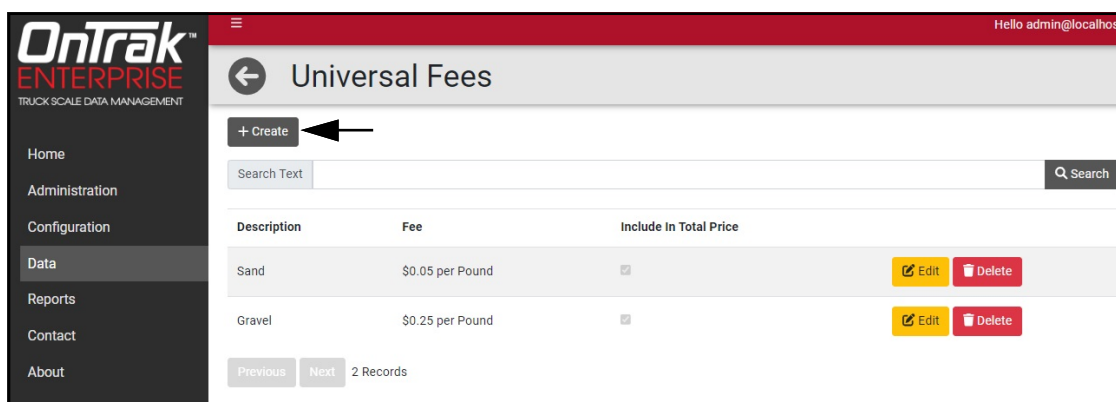 OnTrak™
ENTERPRISE
TRUCK SCALE DATA MANAGEMENT
Home
Administration
Configuration
Data
Reports
Contact
About
Hello admin@localhos
Universal Fees
+ Create
Search Text Search
Description Fee Include In Total Price
Sand $0.05 per Pound Edit Delete
Gravel $0.25 per Pound Edit Delete
Previous Next 2 Records